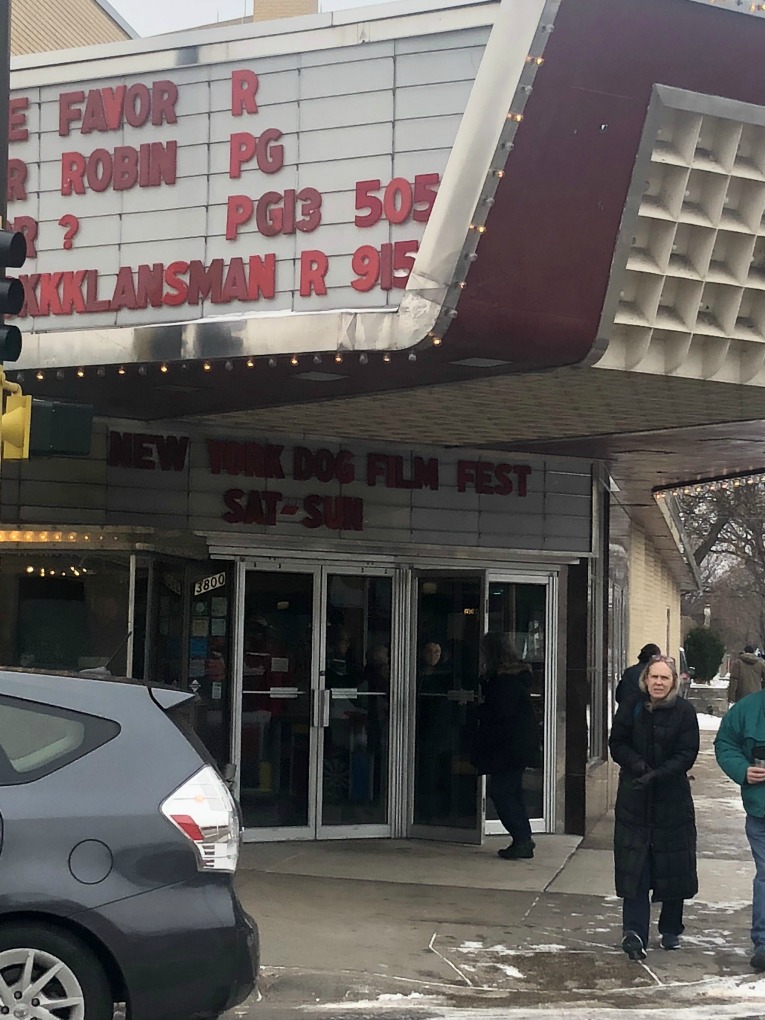 E FAVOR R
R ROBIN PG
R ? PG13 505
KKKLANSMAN R 915
NEW YORK DOG FILM FEST
SAT-SUN
3800